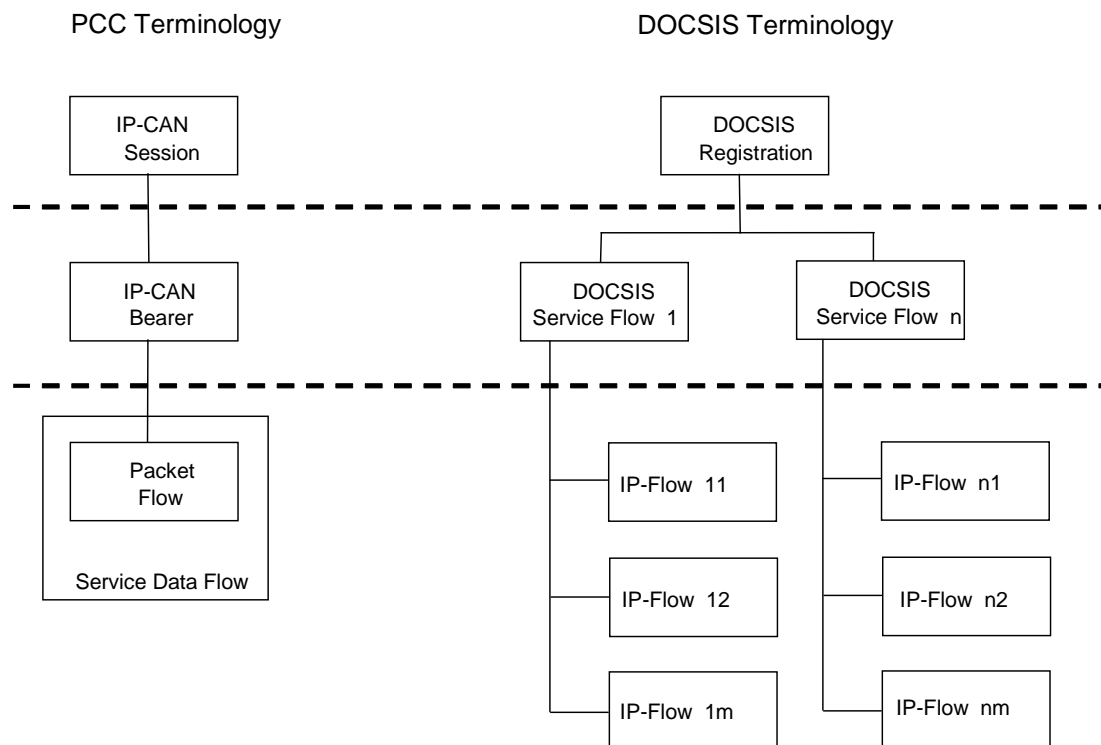 PCC Terminology
DOCSIS Terminology
IP-CAN
Session
DOCSIS
Registration
IP-CAN
Bearer
DOCSIS
Service Flow 1
DOCSIS
Service Flow n
Packet
Flow
Service Data Flow
IP-Flow 11
IP-Flow n1
IP-Flow 12
IP-Flow n2
IP-Flow 1m
IP-Flow nm